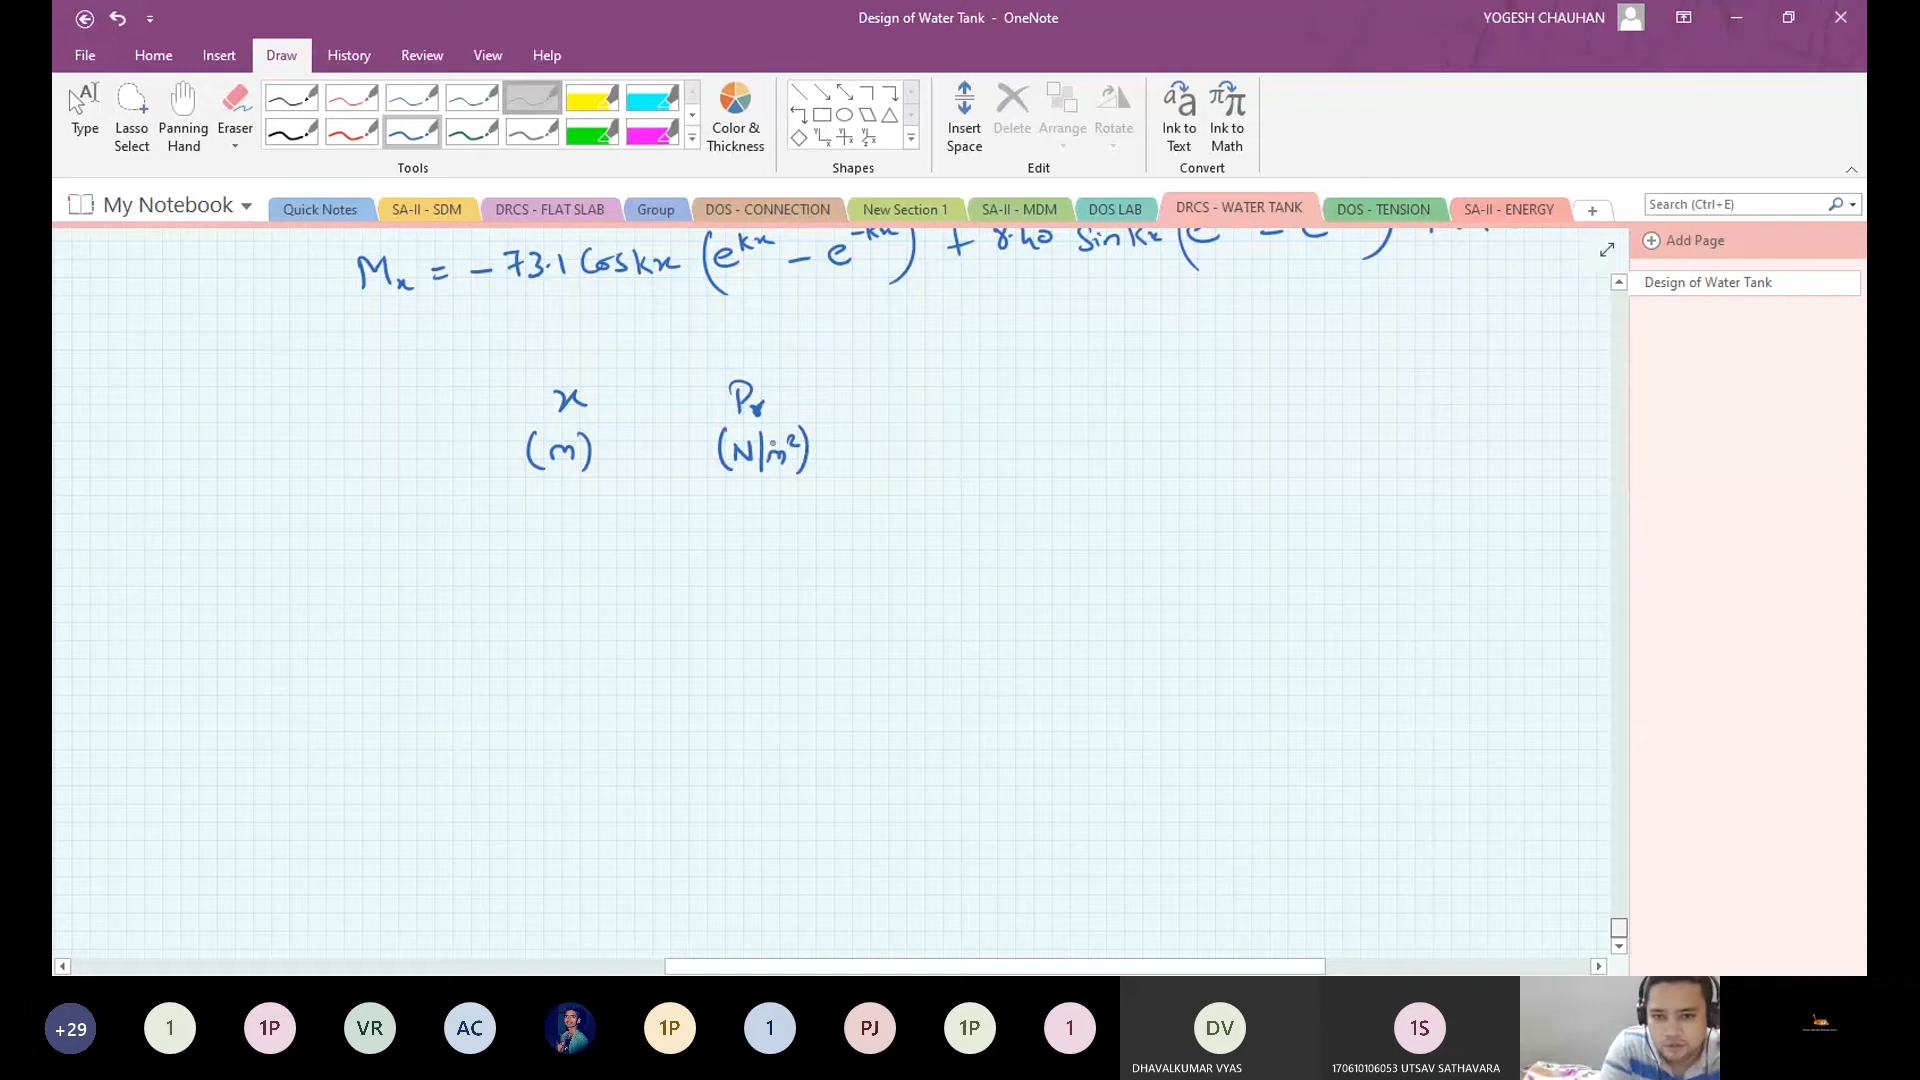 Design of Water Tank - OneNote
YOGESH CHAUHAN
File Home Insert Draw History Review View Help
Type
Lasso Select
Panning Hand
Eraser
Color & Thickness
Insert Space
Delete
Arrange
Rotate
Ink to Text
Ink to Math
Tools
Shapes
Edit
Convert
My Notebook
Quick Notes
SA-II - SDM
DRCS - FLAT SLAB
Group
DOS - CONNECTION
New Section 1
SA-II - MDM
DOS LAB
DRCS - WATER TANK
DOS - TENSION
SA-II - ENERGY
Search (Ctrl+E)
Add Page
Design of Water Tank
Mx = - 73.1 Coskx (e^kx - e^-kx) + 8.40 sinkx
x Pr
(m) (N/m²)
+29 1 1P VR AC 1P 1 PJ 1P 1 DV 1S
DHAVALKUMAR VYAS
170610106053 UTSAV SATHAVARA